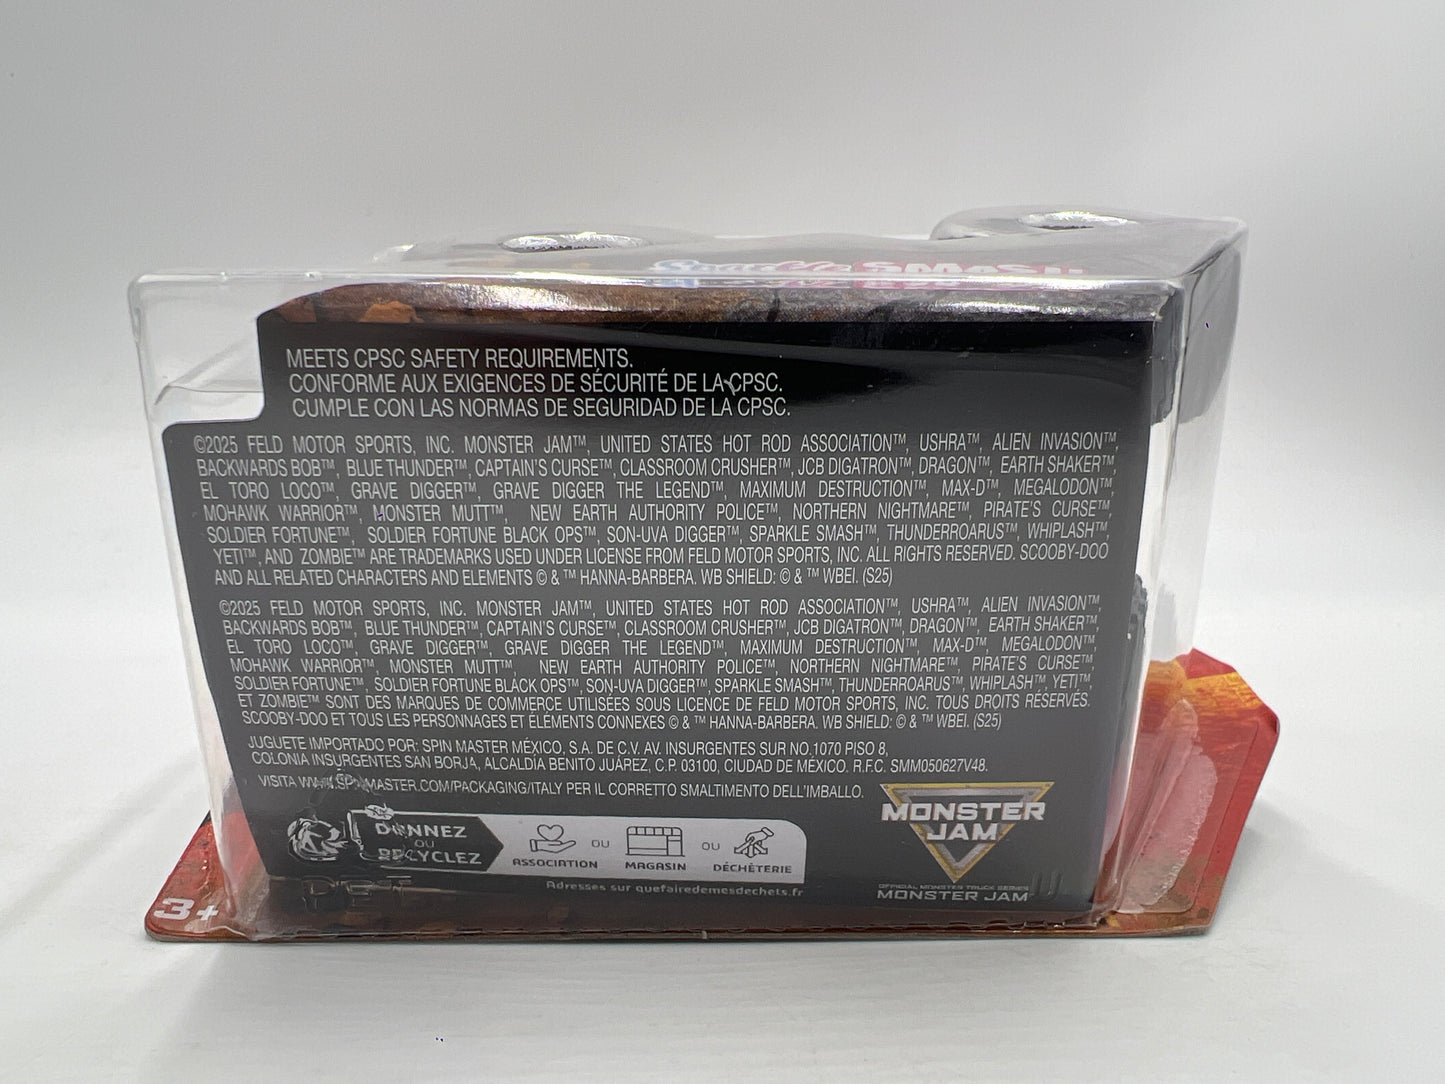 Sparkle SMASH
MEETS CPSC SAFETY REQUIREMENTS.
CONFORME AUX EXIGENCES DE SÉCURITÉ DE LA CPSC.
CUMPLE CON LAS NORMAS DE SEGURIDAD DE LA CPSC.
©2025 FELD MOTOR SPORTS, INC. MONSTER JAM™, UNITED STATES HOT ROD ASSOCIATION™, USHRA™, ALIEN INVASION™,
BACKWARDS BOB™, BLUE THUNDER™, CAPTAIN'S CURSE™, CLASSROOM CRUSHER™, JCB DIGATRON™, DRAGON™, EARTH SHAKER™,
EL TORO LOCO™, GRAVE DIGGER™, GRAVE DIGGER THE LEGEND™, MAXIMUM DESTRUCTION™, MAX-D™, MEGALODON™,
MOHAWK WARRIOR™, MONSTER MUTT™, NEW EARTH AUTHORITY POLICE™, NORTHERN NIGHTMARE™, PIRATE'S CURSE™,
SOLDIER FORTUNE™, SOLDIER FORTUNE BLACK OPS™, SON-UVA DIGGER™, SPARKLE SMASH™, THUNDERROARUS™, WHIPLASH™,
YETI™, AND ZOMBIE™ ARE TRADEMARKS USED UNDER LICENSE FROM FELD MOTOR SPORTS, INC. ALL RIGHTS RESERVED. SCOOBY-DOO
AND ALL RELATED CHARACTERS AND ELEMENTS © & ™ HANNA-BARBERA. WB SHIELD: © & ™ WBEI. (S25)
©2025 FELD MOTOR SPORTS, INC. MONSTER JAM™, UNITED STATES HOT ROD ASSOCIATION™, USHRA™, ALIEN INVASION™,
BACKWARDS BOB™, BLUE THUNDER™, CAPTAIN'S CURSE™, CLASSROOM CRUSHER™, JCB DIGATRON™, DRAGON™, EARTH SHAKER™,
EL TORO LOCO™, GRAVE DIGGER™, GRAVE DIGGER THE LEGEND™, MAXIMUM DESTRUCTION™, MAX-D™, MEGALODON™,
MOHAWK WARRIOR™, MONSTER MUTT™, NEW EARTH AUTHORITY POLICE™, NORTHERN NIGHTMARE™, PIRATE'S CURSE™,
SOLDIER FORTUNE™, SOLDIER FORTUNE BLACK OPS™, SON-UVA DIGGER™, SPARKLE SMASH™, THUNDERROARUS™, WHIPLASH™, YETI™,
ET ZOMBIE™ SONT DES MARQUES DE COMMERCE UTILISÉES SOUS LICENCE DE FELD MOTOR SPORTS, INC. TOUS DROITS RÉSERVÉS.
SCOOBY-DOO ET TOUS LES PERSONNAGES ET ÉLÉMENTS CONNEXES © & ™ HANNA-BARBERA. WB SHIELD: © & ™ WBEI. (S25)
JUGUETE IMPORTADO POR: SPIN MASTER MÉXICO, S.A. DE C.V. AV. INSURGENTES SUR NO.1070 PISO 8,
COLONIA INSURGENTES SAN BORJA, ALCALDÍA BENITO JUÁREZ, C.P. 03100, CIUDAD DE MÉXICO. R.F.C. SMM050627V48.
VISITA WWW.SPINMASTER.COM/PACKAGING/ITALY PER IL CORRETTO SMALTIMENTO DELL'IMBALLO.
DONNEZ
OU
RECYCLEZ
ASSOCIATION OU MAGASIN OU DÉCHÈTERIE
Adresses sur quefairedemesdechets.fr
MONSTER
JAM
OFFICIAL MONSTER TRUCK SERIES
MONSTER JAM
PET
3+